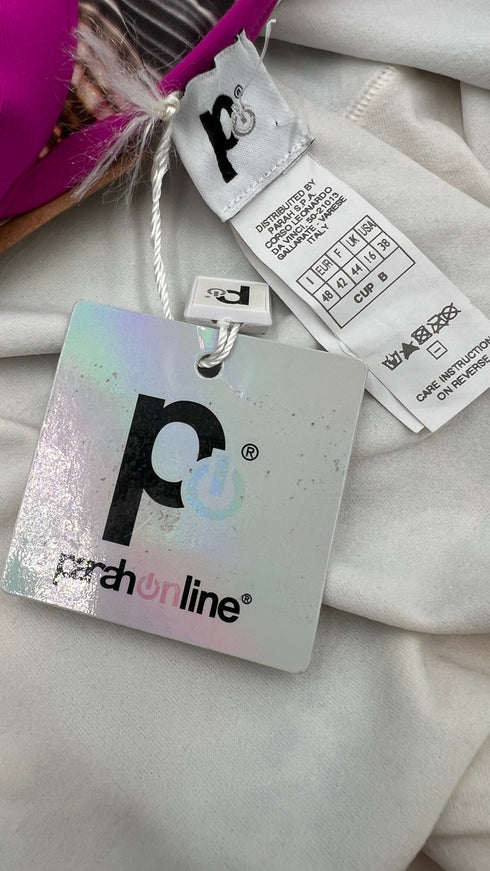 p®
DISTRIBUTED BY
PARAH S.P.A.
CORSO LEONARDO
DA VINCI, 50-21013
GALLARATE - VARESE
ITALY
I EUR F UK USA
48 42 44 16 38
CUP B
CARE INSTRUCTION
ON REVERSE
p
p®
parahonline®